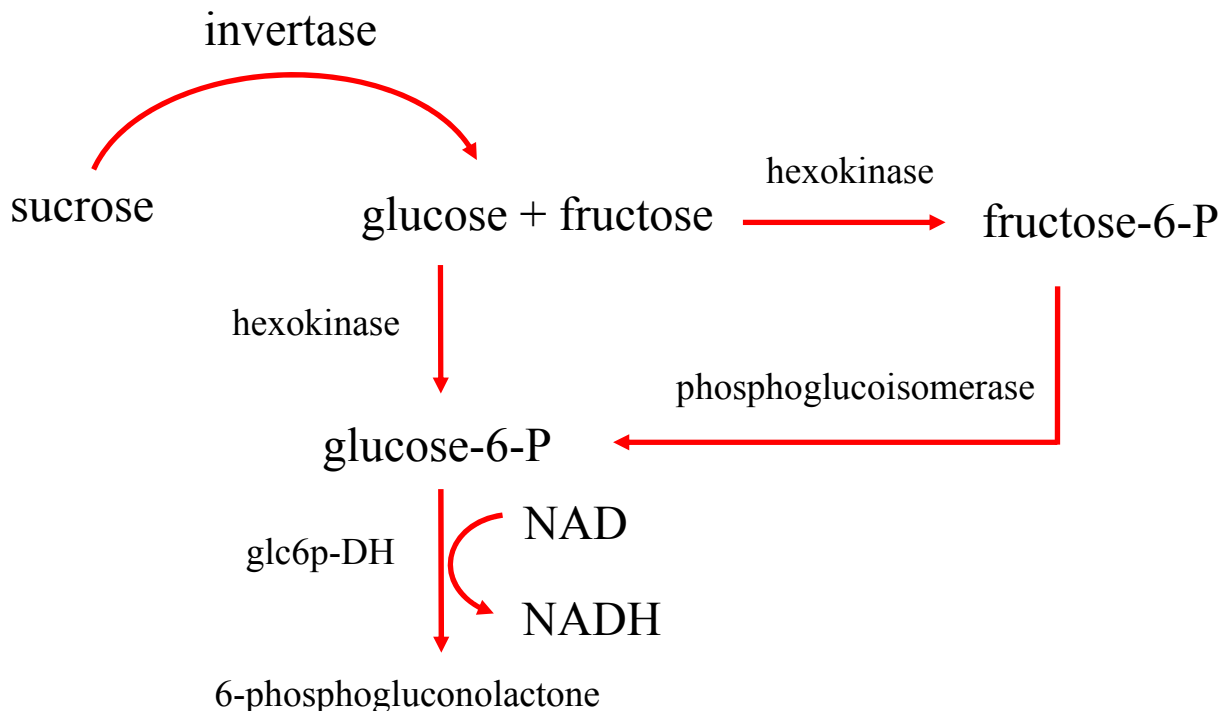 invertase
sucrose
glucose + fructose
hexokinase
fructose-6-P
hexokinase
phosphoglucoisomerase
glucose-6-P
NAD
glc6p-DH
NADH
6-phosphogluconolactone